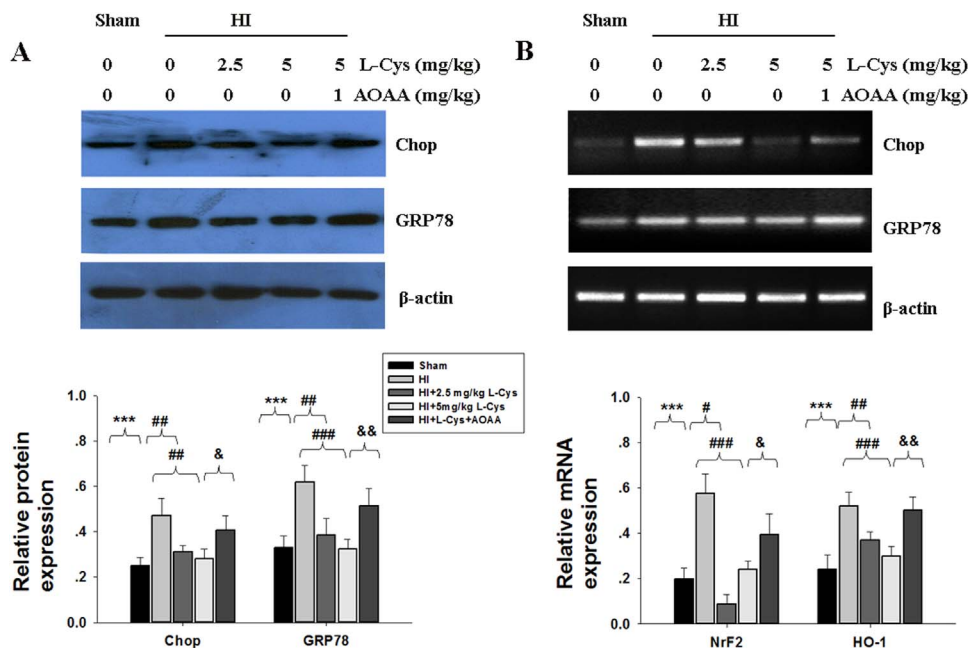 Sham HI
A
0 0 2.5 5 5 L-Cys (mg/kg)
0 0 0 0 1 AOAA (mg/kg)
Chop
GRP78
β-actin
Sham
HI
HI+2.5 mg/kg L-Cys
HI+5mg/kg L-Cys
HI+L-Cys+AOAA
Relative protein
expression
1.0
.8
.6
.4
.2
0.0
*** ## ## &
*** ## ### &&
Chop GRP78
Sham HI
B
0 0 2.5 5 5 L-Cys (mg/kg)
0 0 0 0 1 AOAA (mg/kg)
Chop
GRP78
β-actin
Relative mRNA
expression
1.0
.8
.6
.4
.2
0.0
*** # ### &
*** ## ### &&
NrF2 HO-1